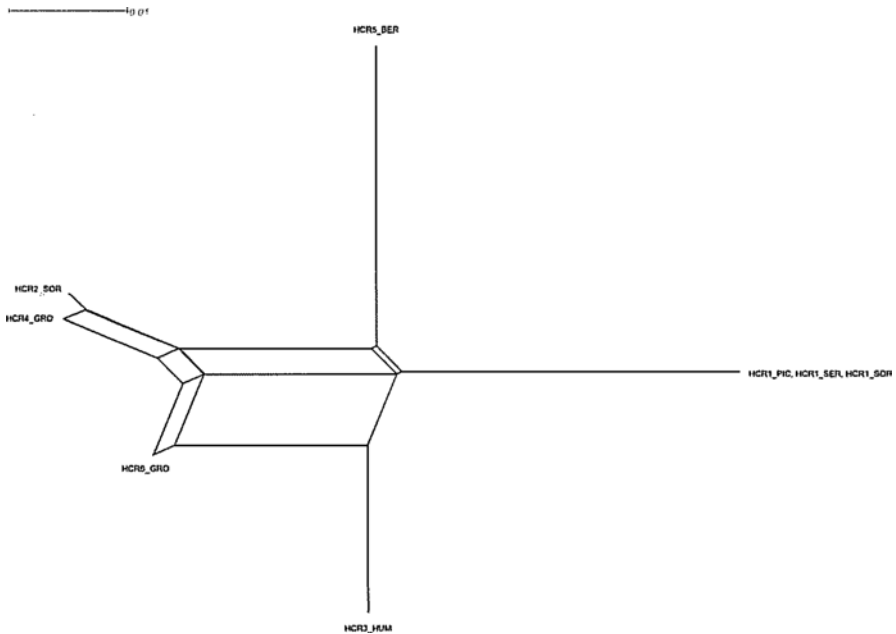 0.01
HCR5_BER
HCR2_SOR
HCR4_GRO
HCR1_PIC, HCR1_SER, HCR1_SOR
HCR6_GRO
HCR3_HUM